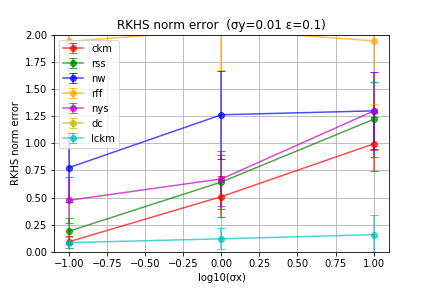 RKHS norm error (σy=0.01 ε=0.1)
2.00
1.75
1.50
1.25
1.00
0.75
0.50
0.25
0.00
RKHS norm error
ckm
rss
nw
rff
nys
dc
lckm
−1.00 −0.75 −0.50 −0.25 0.00 0.25 0.50 0.75 1.00
log10(σx)